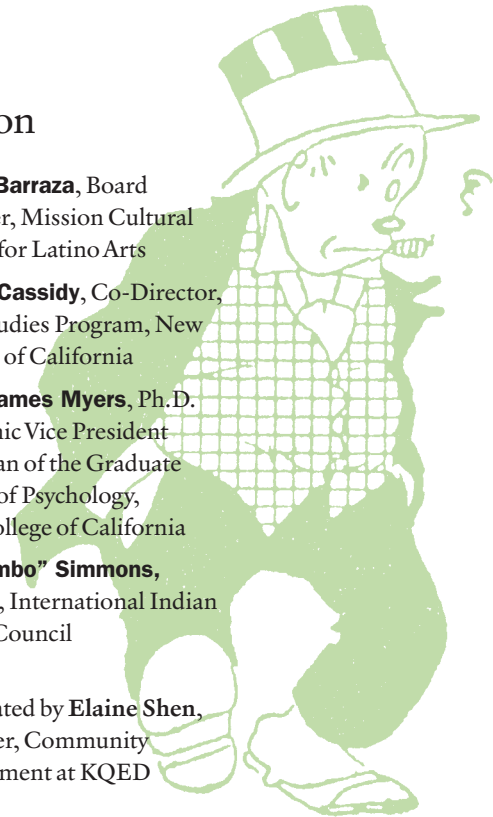 on
Barraza, Board
er, Mission Cultural
for Latino Arts
Cassidy, Co-Director,
udies Program, New
of California
ames Myers, Ph.D.
nic Vice President
an of the Graduate
of Psychology,
ollege of California
mbo” Simmons,
, International Indian
Council
ated by Elaine Shen,
er, Community
ment at KQED